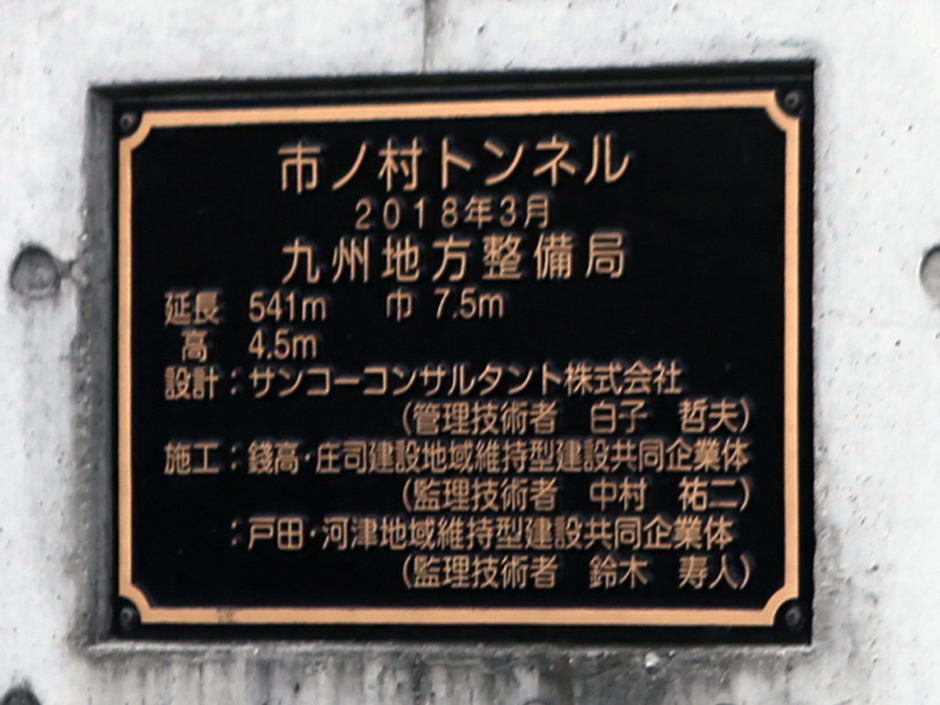 市ノ村トンネル
2018年3月
九州地方整備局
延長 541m 巾 7.5m
高 4.5m
設計：サンコーコンサルタント株式会社
(管理技術者 白子 哲夫)
施工：錢高・庄司建設地域維持型建設共同企業体
(監理技術者 中村 祐二)
：戸田・河津地域維持型建設共同企業体
(監理技術者 鈴木 寿人)